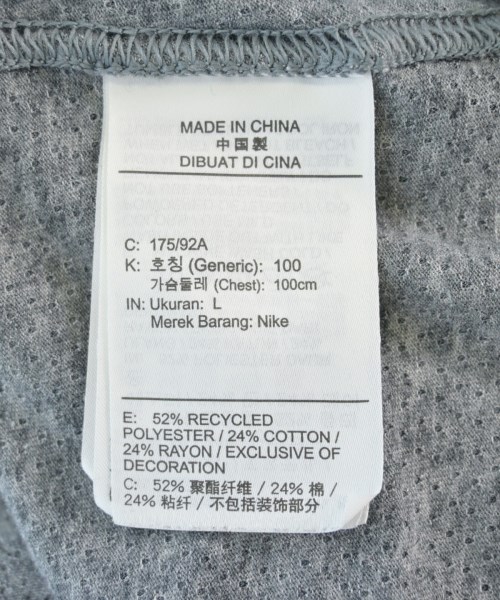 MADE IN CHINA
中国製
DIBUAT DI CINA
C: 175/92A
K: 호칭 (Generic): 100
가슴둘레 (Chest): 100cm
IN: Ukuran: L
Merek Barang: Nike
E: 52% RECYCLED
POLYESTER / 24% COTTON /
24% RAYON / EXCLUSIVE OF
DECORATION
C: 52% 聚酯纤维 / 24% 棉 /
24% 粘纤 / 不包括装饰部分